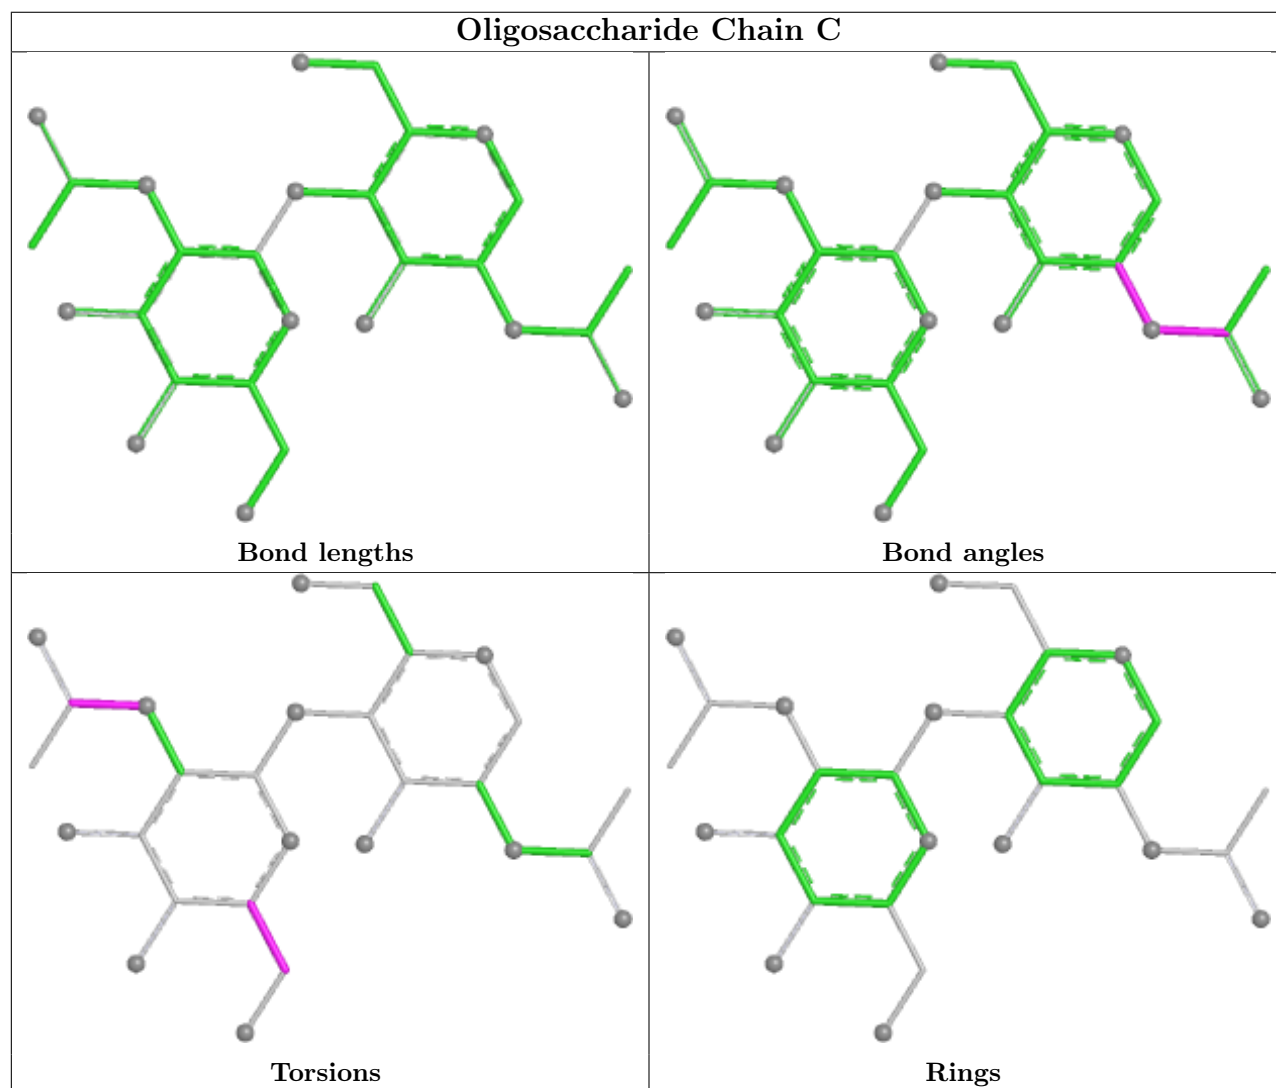 Oligosaccharide Chain C
Bond lengths
Bond angles
Torsions
Rings